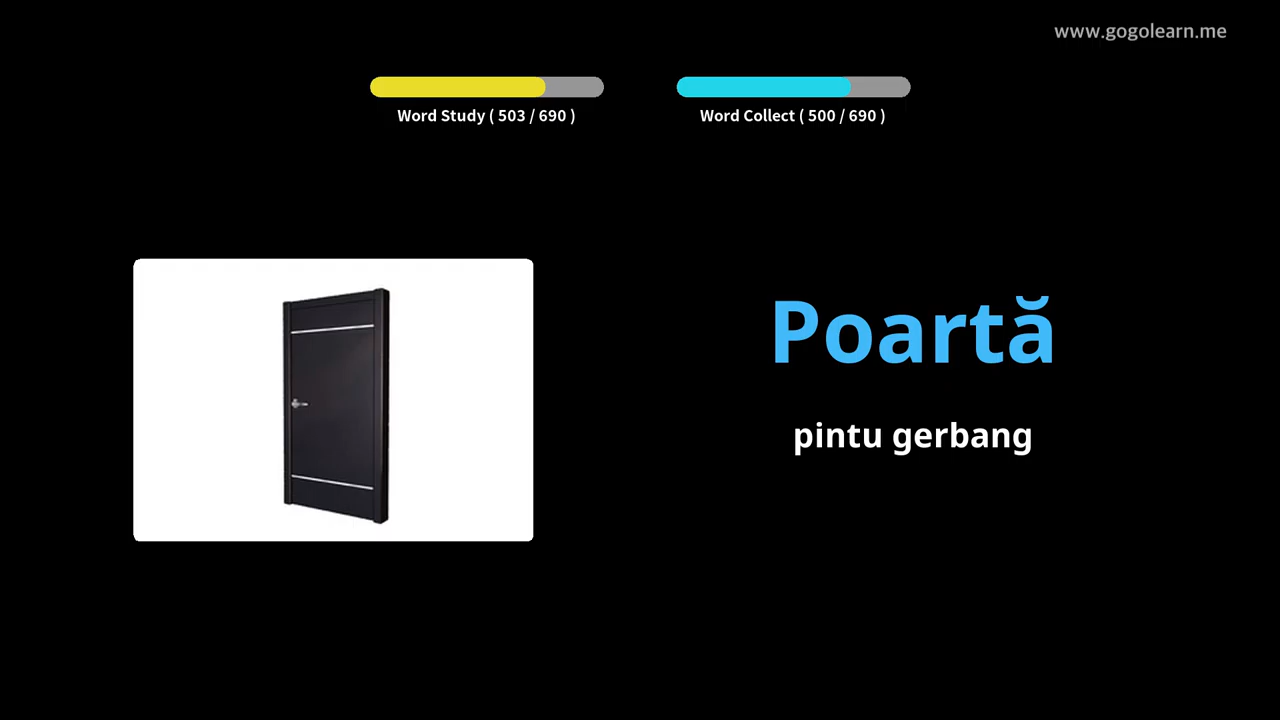 www.gogolearn.me
Word Study ( 503 / 690 )
Word Collect ( 500 / 690 )
Poartă
pintu gerbang